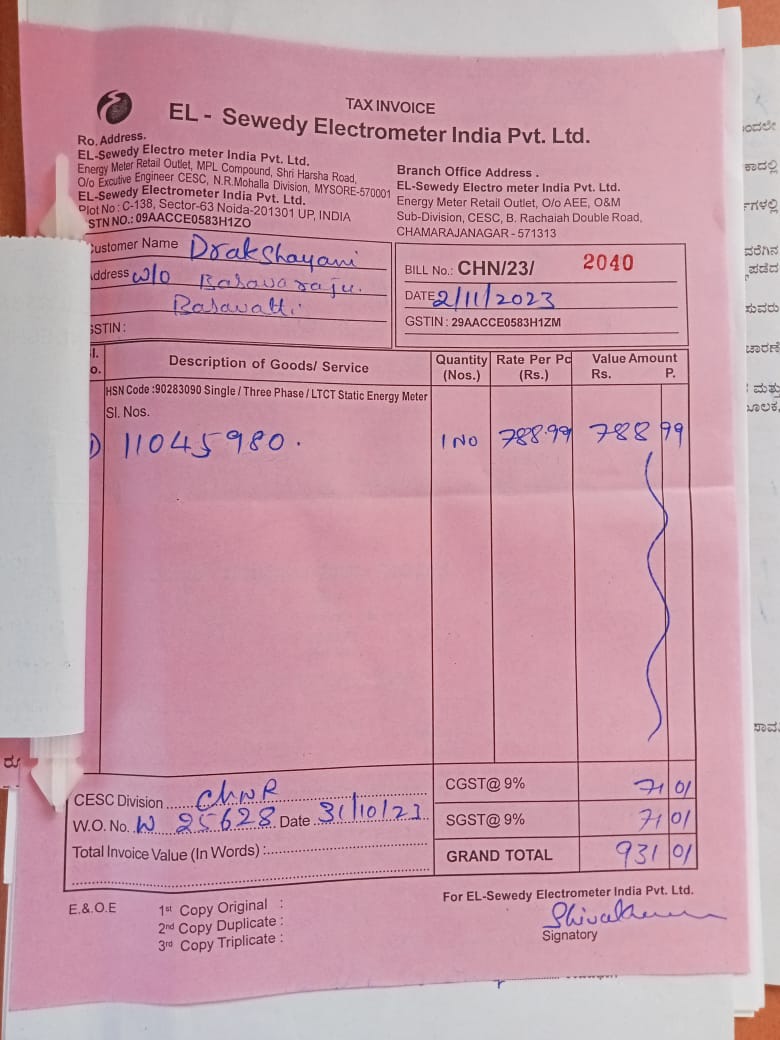 TAX INVOICE
EL - Sewedy Electrometer India Pvt. Ltd.
Ro. Address.
EL-Sewedy Electro meter India Pvt. Ltd.
Energy Meter Retail Outlet, MPL Compound, Shri Harsha Road,
O/o Excutive Engineer CESC, N.R.Mohalla Division, MYSORE-570001
EL-Sewedy Electrometer India Pvt. Ltd.
Plot No : C-138, Sector-63 Noida-201301 UP, INDIA
STN NO.: 09AACCE0583H1ZO
Branch Office Address .
EL-Sewedy Electro meter India Pvt. Ltd.
Energy Meter Retail Outlet, O/o AEE, O&M
Sub-Division, CESC, B. Rachaiah Double Road,
CHAMARAJANAGAR - 571313
Customer Name Drakshayani
Address w/o Basavaraju.
Basavatti.
GSTIN :
BILL No.: CHN/23/ 2040
DATE 2/11/2023
GSTIN : 29AACCE0583H1ZM
Description of Goods/ Service Quantity (Nos.) Rate Per Pc (Rs.) Value Amount Rs. P.
HSN Code :90283090 Single / Three Phase / LTCT Static Energy Meter
Sl. Nos.
1) 11045980. 1 NO 788.99 788 99
CESC Division CHNR
W.O. No. W 25628 Date 31/10/23
Total Invoice Value (In Words) :
CGST@ 9% 71 01
SGST@ 9% 71 01
GRAND TOTAL 931 01
E.&.O.E
1st Copy Original :
2nd Copy Duplicate :
3rd Copy Triplicate :
For EL-Sewedy Electrometer India Pvt. Ltd.
Signatory